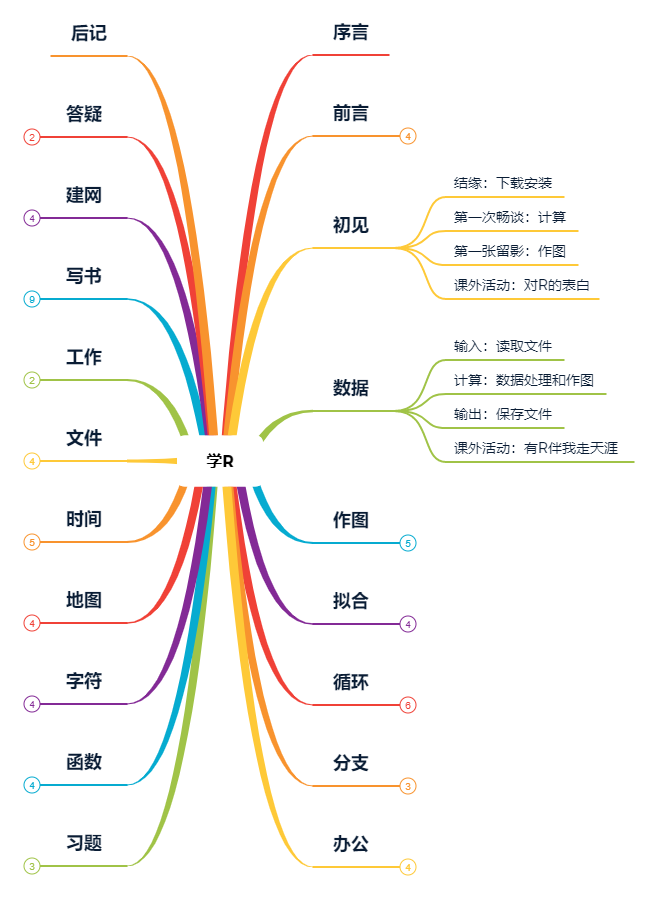 学R
序言
前言
4
初见
结缘：下载安装
第一次畅谈：计算
第一张留影：作图
课外活动：对R的表白
数据
输入：读取文件
计算：数据处理和作图
输出：保存文件
课外活动：有R伴我走天涯
作图
5
拟合
4
循环
6
分支
3
办公
4
后记
答疑
2
建网
4
写书
9
工作
2
文件
4
时间
5
地图
4
字符
4
函数
4
习题
3